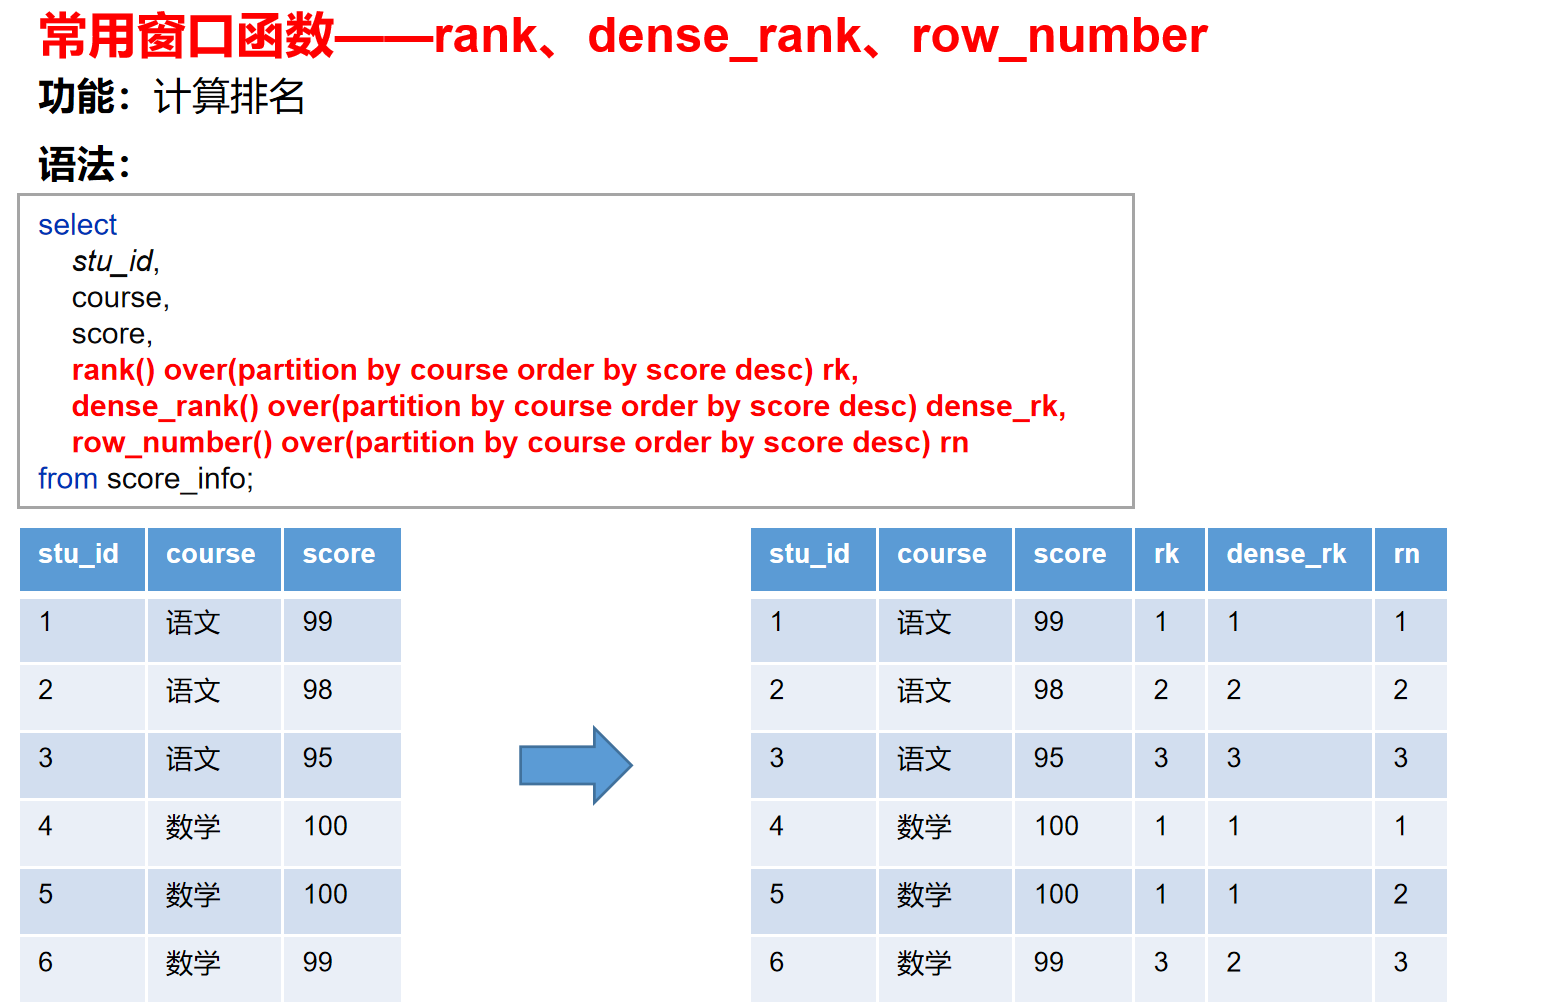 常用窗口函数——rank、dense_rank、row_number
功能：计算排名
语法：
select
stu_id,
course,
score,
rank() over(partition by course order by score desc) rk,
dense_rank() over(partition by course order by score desc) dense_rk,
row_number() over(partition by course order by score desc) rn
from score_info;
stu_id course score
1 语文 99
2 语文 98
3 语文 95
4 数学 100
5 数学 100
6 数学 99
stu_id course score rk dense_rk rn
1 语文 99 1 1 1
2 语文 98 2 2 2
3 语文 95 3 3 3
4 数学 100 1 1 1
5 数学 100 1 1 2
6 数学 99 3 2 3